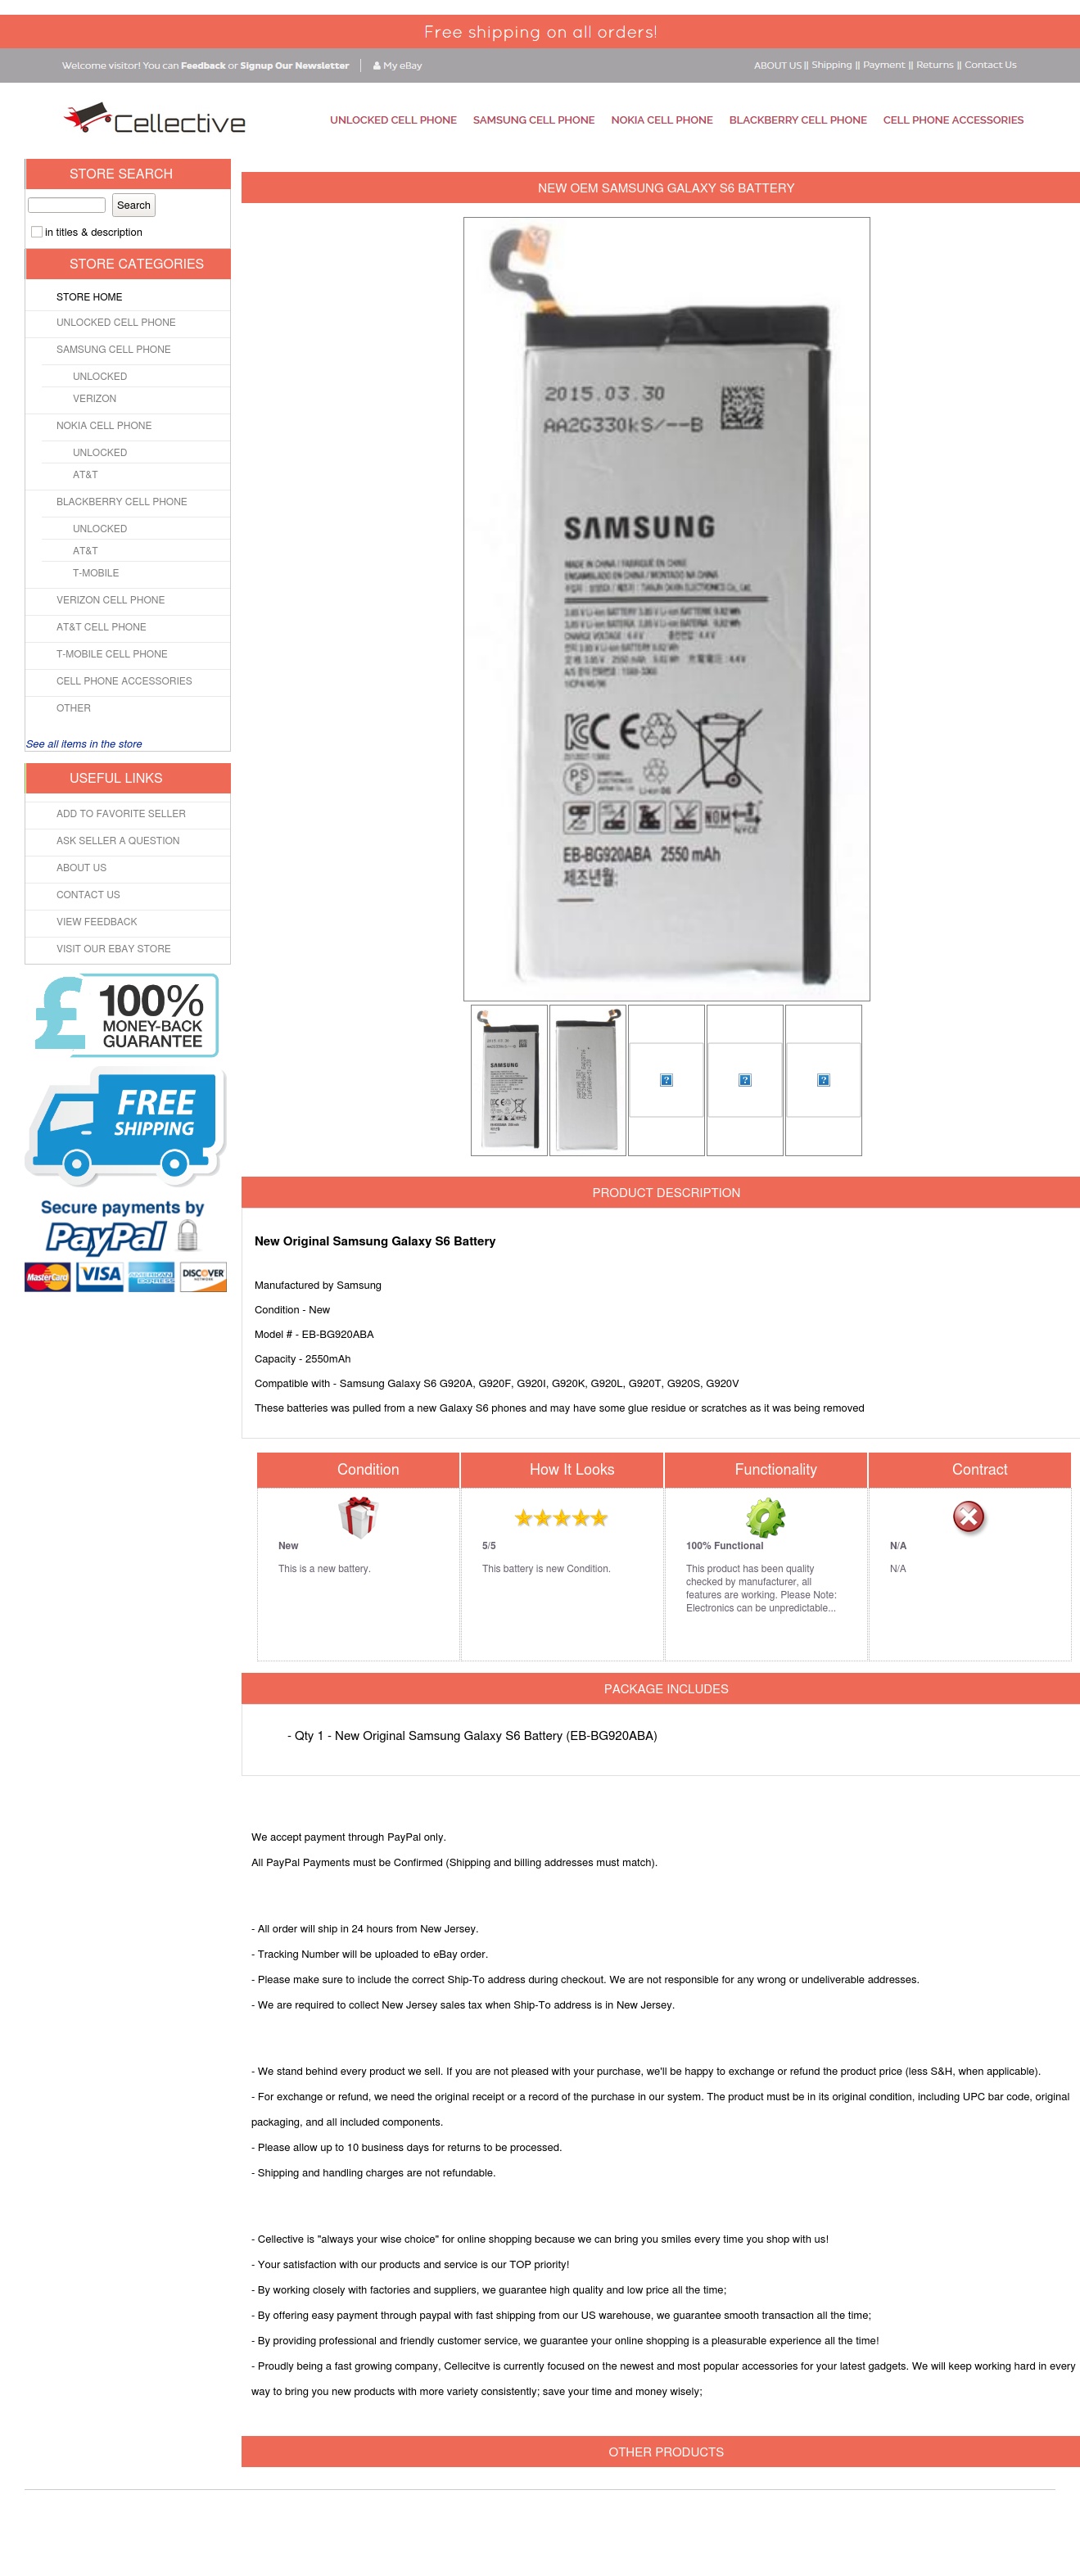 Free shipping on all orders!
Welcome visitor! You can Feedback or Signup Our Newsletter
My eBay
ABOUT US || Shipping || Payment || Returns || Contact Us
Cellective
UNLOCKED CELL PHONE SAMSUNG CELL PHONE NOKIA CELL PHONE BLACKBERRY CELL PHONE CELL PHONE ACCESSORIES
STORE SEARCH
Search
in titles & description
STORE CATEGORIES
STORE HOME
UNLOCKED CELL PHONE
SAMSUNG CELL PHONE
UNLOCKED
VERIZON
NOKIA CELL PHONE
UNLOCKED
AT&T
BLACKBERRY CELL PHONE
UNLOCKED
AT&T
T-MOBILE
VERIZON CELL PHONE
AT&T CELL PHONE
T-MOBILE CELL PHONE
CELL PHONE ACCESSORIES
OTHER
See all items in the store
USEFUL LINKS
ADD TO FAVORITE SELLER
ASK SELLER A QUESTION
ABOUT US
CONTACT US
VIEW FEEDBACK
VISIT OUR EBAY STORE
£ 100%
MONEY-BACK
GUARANTEE
FREE
SHIPPING
Secure payments by
PayPal
MasterCard VISA AMERICAN EXPRESS DISCOVER
NEW OEM SAMSUNG GALAXY S6 BATTERY
2015.03.30
AA2G330kS/--B
SAMSUNG
MADE IN CHINA / FABRIQUÉ EN CHINE
ENSAMBLADO EN CHINA / MONTADO NA CHINA
EB-BG920ABA 2550 mAh
제조년월:
SAMSUNG
PRODUCT DESCRIPTION
New Original Samsung Galaxy S6 Battery
Manufactured by Samsung
Condition - New
Model # - EB-BG920ABA
Capacity - 2550mAh
Compatible with - Samsung Galaxy S6 G920A, G920F, G920I, G920K, G920L, G920T, G920S, G920V
These batteries was pulled from a new Galaxy S6 phones and may have some glue residue or scratches as it was being removed
Condition
New
This is a new battery.
How It Looks
5/5
This battery is new Condition.
Functionality
100% Functional
This product has been quality
checked by manufacturer, all
features are working. Please Note:
Electronics can be unpredictable...
Contract
N/A
N/A
PACKAGE INCLUDES
- Qty 1 - New Original Samsung Galaxy S6 Battery (EB-BG920ABA)
We accept payment through PayPal only.
All PayPal Payments must be Confirmed (Shipping and billing addresses must match).
- All order will ship in 24 hours from New Jersey.
- Tracking Number will be uploaded to eBay order.
- Please make sure to include the correct Ship-To address during checkout. We are not responsible for any wrong or undeliverable addresses.
- We are required to collect New Jersey sales tax when Ship-To address is in New Jersey.
- We stand behind every product we sell. If you are not pleased with your purchase, we'll be happy to exchange or refund the product price (less S&H, when applicable).
- For exchange or refund, we need the original receipt or a record of the purchase in our system. The product must be in its original condition, including UPC bar code, original
packaging, and all included components.
- Please allow up to 10 business days for returns to be processed.
- Shipping and handling charges are not refundable.
- Cellective is "always your wise choice" for online shopping because we can bring you smiles every time you shop with us!
- Your satisfaction with our products and service is our TOP priority!
- By working closely with factories and suppliers, we guarantee high quality and low price all the time;
- By offering easy payment through paypal with fast shipping from our US warehouse, we guarantee smooth transaction all the time;
- By providing professional and friendly customer service, we guarantee your online shopping is a pleasurable experience all the time!
- Proudly being a fast growing company, Cellecitve is currently focused on the newest and most popular accessories for your latest gadgets. We will keep working hard in every
way to bring you new products with more variety consistently; save your time and money wisely;
OTHER PRODUCTS